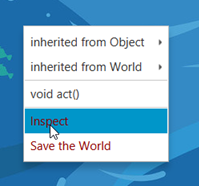 inherited from Object
inherited from World
void act()
Inspect
Save the World